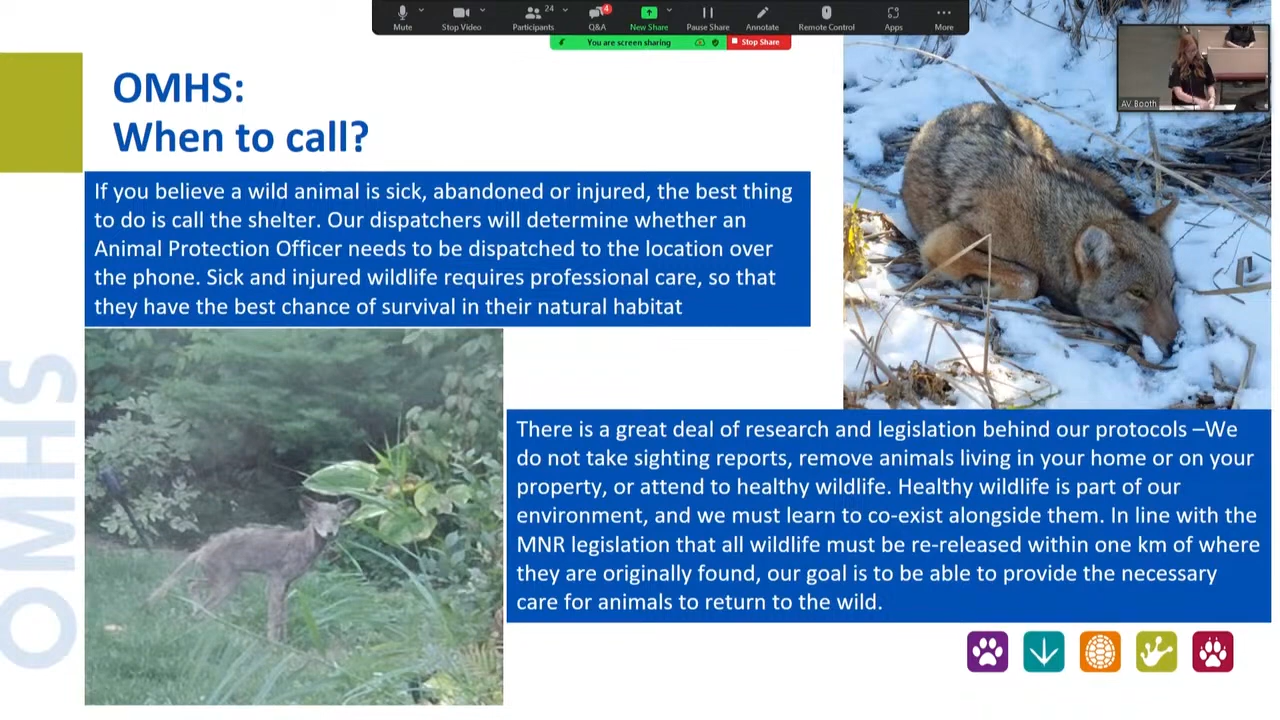 24
4
Mute
Stop Video
Participants
Q&A
New Share
Pause Share
Annotate
Remote Control
Apps
More
You are screen sharing
Stop Share
AV Booth
OMHS:
When to call?
If you believe a wild animal is sick, abandoned or injured, the best thing
to do is call the shelter. Our dispatchers will determine whether an
Animal Protection Officer needs to be dispatched to the location over
the phone. Sick and injured wildlife requires professional care, so that
they have the best chance of survival in their natural habitat
OMHS
There is a great deal of research and legislation behind our protocols –We
do not take sighting reports, remove animals living in your home or on your
property, or attend to healthy wildlife. Healthy wildlife is part of our
environment, and we must learn to co-exist alongside them. In line with the
MNR legislation that all wildlife must be re-released within one km of where
they are originally found, our goal is to be able to provide the necessary
care for animals to return to the wild.